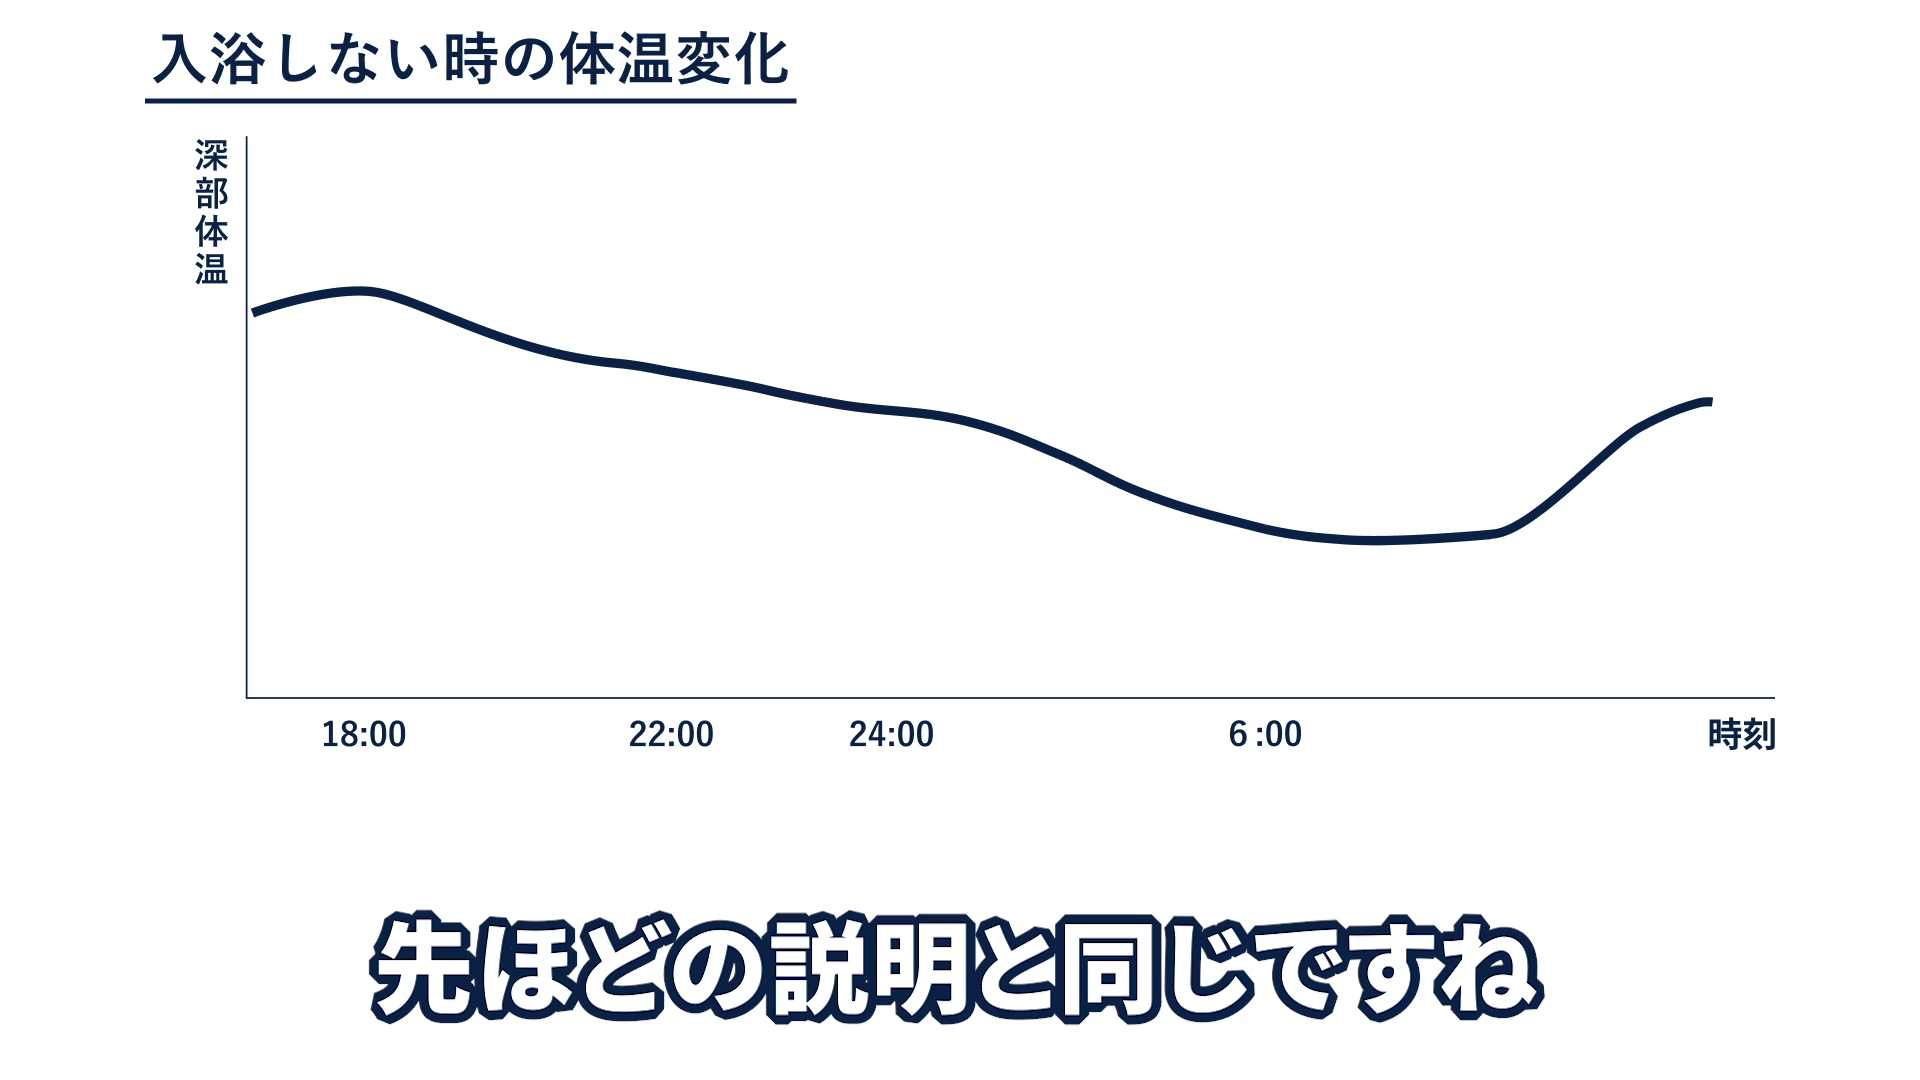 入浴しない時の体温変化
深部体温
18:00
22:00
24:00
6:00
時刻
先ほどの説明と同じですね